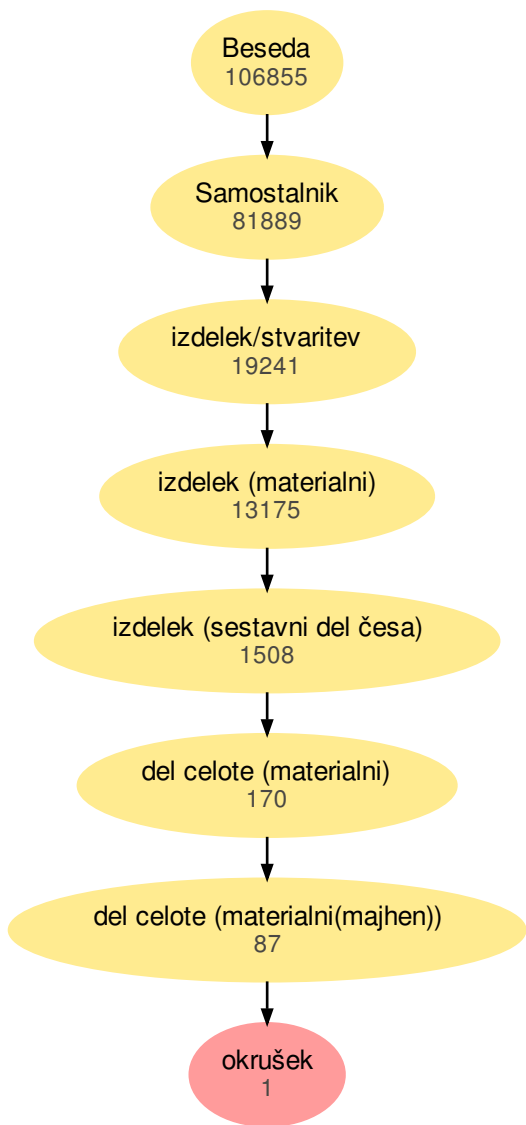 Beseda
106855
Samostalnik
81889
izdelek/stvaritev
19241
izdelek (materialni)
13175
izdelek (sestavni del česa)
1508
del celote (materialni)
170
del celote (materialni(majhen))
87
okrušek
1